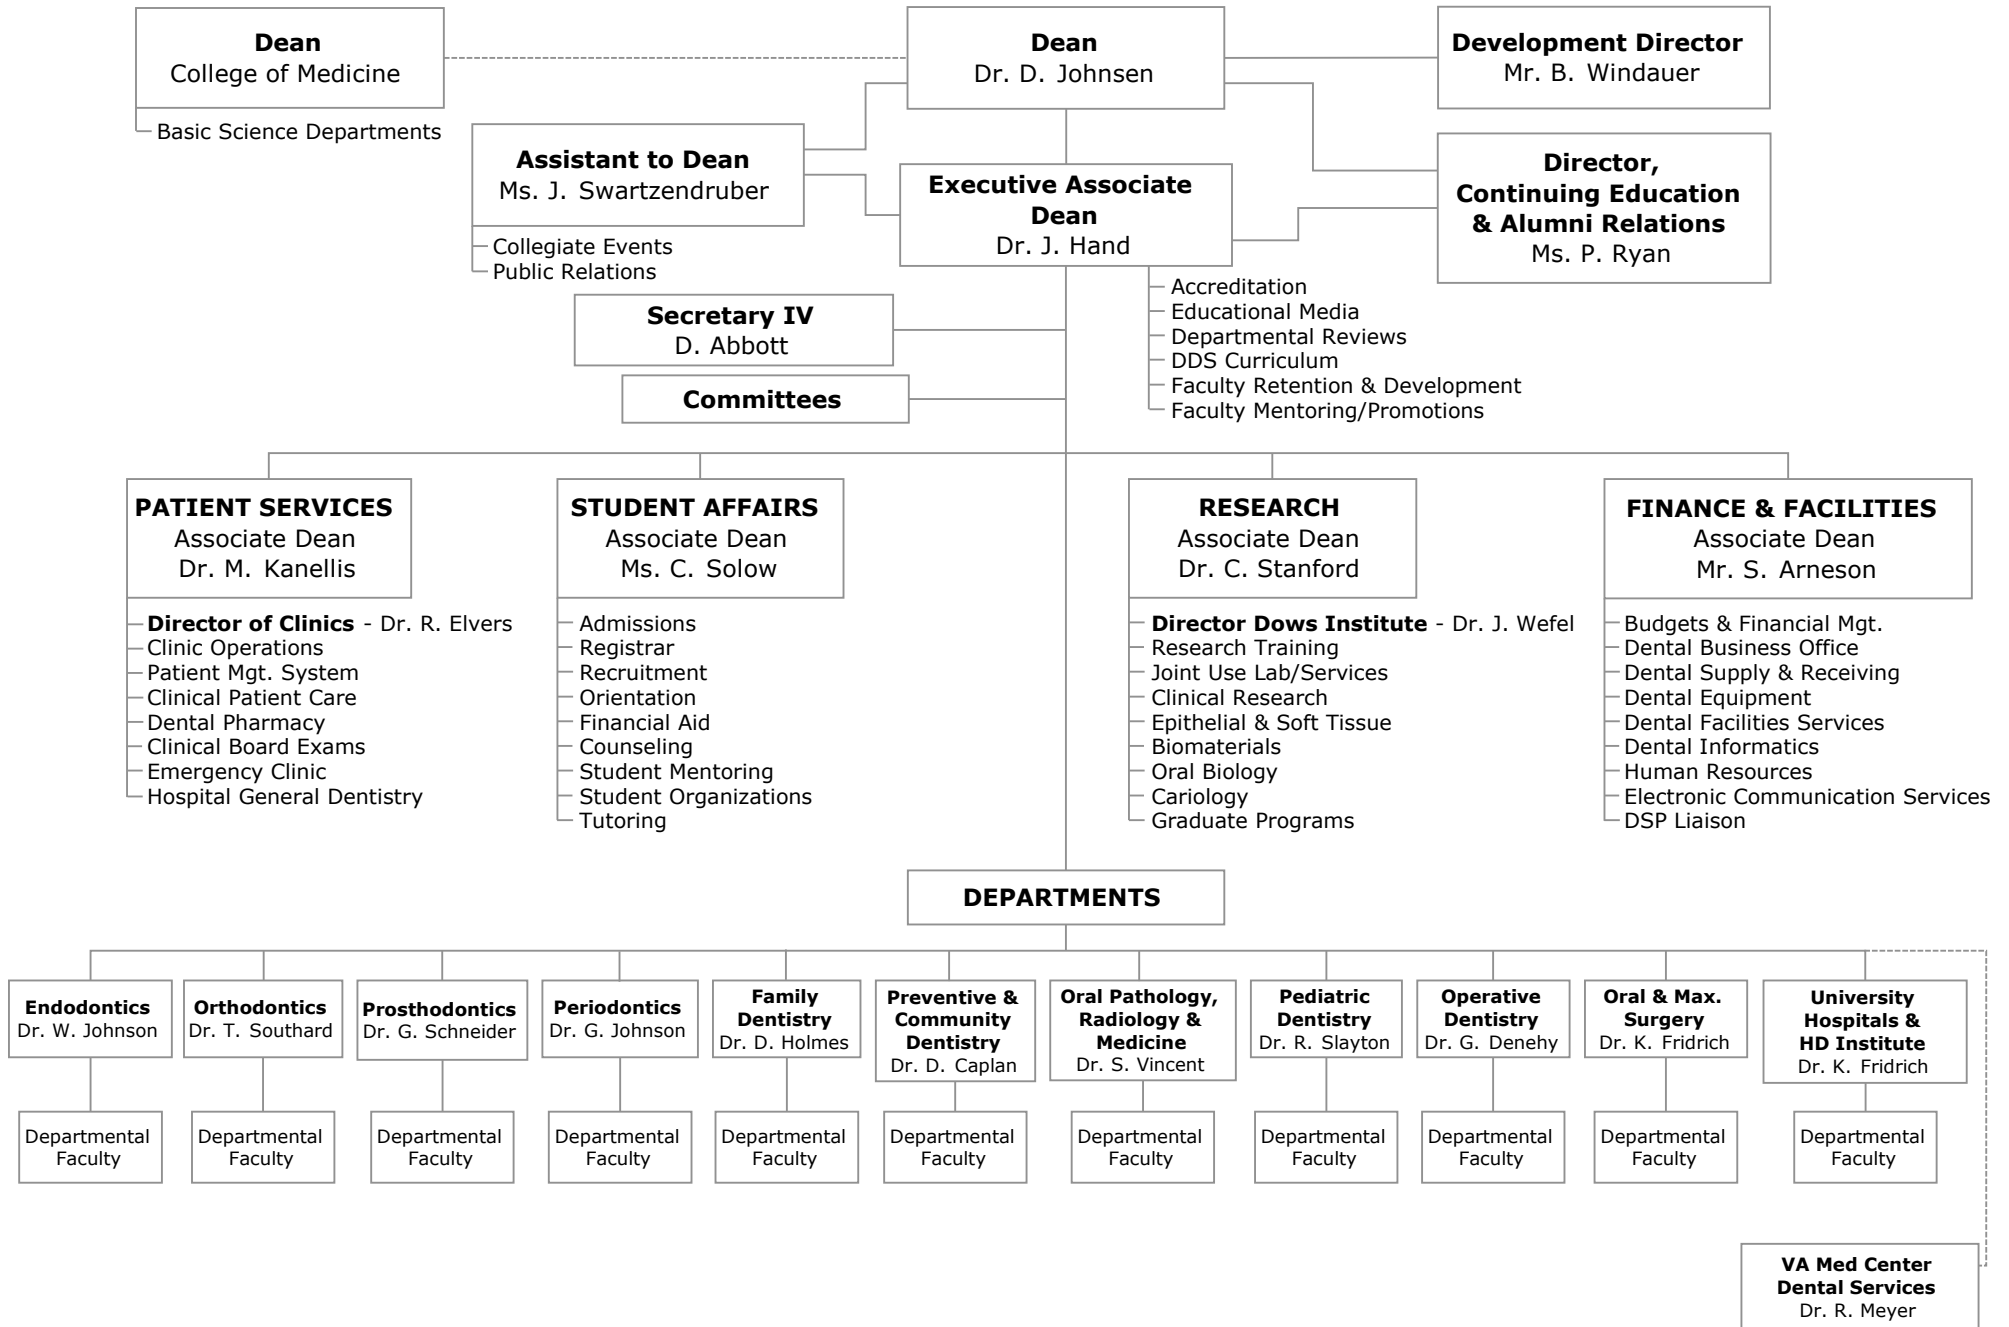 Dean
College of Medicine
Basic Science Departments
Dean
Dr. D. Johnsen
Development Director
Mr. B. Windauer
Assistant to Dean
Ms. J. Swartzendruber
Collegiate Events
Public Relations
Executive Associate
Dean
Dr. J. Hand
Director,
Continuing Education
& Alumni Relations
Ms. P. Ryan
Accreditation
Educational Media
Departmental Reviews
DDS Curriculum
Faculty Retention & Development
Faculty Mentoring/Promotions
Secretary IV
D. Abbott
Committees
PATIENT SERVICES
Associate Dean
Dr. M. Kanellis
Director of Clinics - Dr. R. Elvers
Clinic Operations
Patient Mgt. System
Clinical Patient Care
Dental Pharmacy
Clinical Board Exams
Emergency Clinic
Hospital General Dentistry
STUDENT AFFAIRS
Associate Dean
Ms. C. Solow
Admissions
Registrar
Recruitment
Orientation
Financial Aid
Counseling
Student Mentoring
Student Organizations
Tutoring
RESEARCH
Associate Dean
Dr. C. Stanford
Director Dows Institute - Dr. J. Wefel
Research Training
Joint Use Lab/Services
Clinical Research
Epithelial & Soft Tissue
Biomaterials
Oral Biology
Cariology
Graduate Programs
FINANCE & FACILITIES
Associate Dean
Mr. S. Arneson
Budgets & Financial Mgt.
Dental Business Office
Dental Supply & Receiving
Dental Equipment
Dental Facilities Services
Dental Informatics
Human Resources
Electronic Communication Services
DSP Liaison
DEPARTMENTS
Endodontics
Dr. W. Johnson
Departmental
Faculty
Orthodontics
Dr. T. Southard
Departmental
Faculty
Prosthodontics
Dr. G. Schneider
Departmental
Faculty
Periodontics
Dr. G. Johnson
Departmental
Faculty
Family
Dentistry
Dr. D. Holmes
Departmental
Faculty
Preventive &
Community
Dentistry
Dr. D. Caplan
Departmental
Faculty
Oral Pathology,
Radiology &
Medicine
Dr. S. Vincent
Departmental
Faculty
Pediatric
Dentistry
Dr. R. Slayton
Departmental
Faculty
Operative
Dentistry
Dr. G. Denehy
Departmental
Faculty
Oral & Max.
Surgery
Dr. K. Fridrich
Departmental
Faculty
University
Hospitals &
HD Institute
Dr. K. Fridrich
Departmental
Faculty
VA Med Center
Dental Services
Dr. R. Meyer